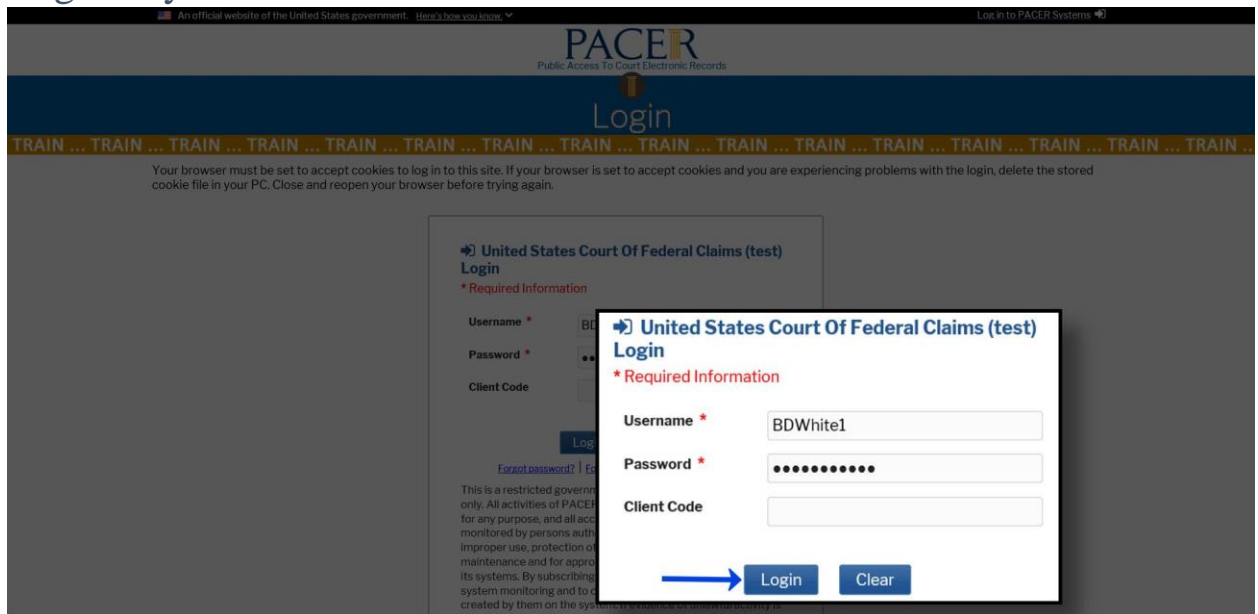 An official website of the United States government. Here's how you know.
Log in to PACER Systems
PACER
Public Access To Court Electronic Records
Login
TRAIN ... TRAIN ... TRAIN ... TRAIN ... TRAIN ... TRAIN ... TRAIN ... TRAIN ... TRAIN ... TRAIN ... TRAIN ... TRAIN ... TRAIN ... TRAIN ... TRAIN ... TRAIN ..
Your browser must be set to accept cookies to log in to this site. If your browser is set to accept cookies and you are experiencing problems with the login, delete the stored
cookie file in your PC. Close and reopen your browser before trying again.
United States Court Of Federal Claims (test)
Login
* Required Information
Username *
Password *
Client Code
Forgot password?
This is a restricted
only. All activities of
for any purpose, and all
monitored by persons
improper use, protection of
maintenance and for
its systems. By subscribing
system monitoring and to
created by them on the
United States Court Of Federal Claims (test)
Login
* Required Information
Username * BDWhite1
Password * •••••••••••
Client Code
Login Clear